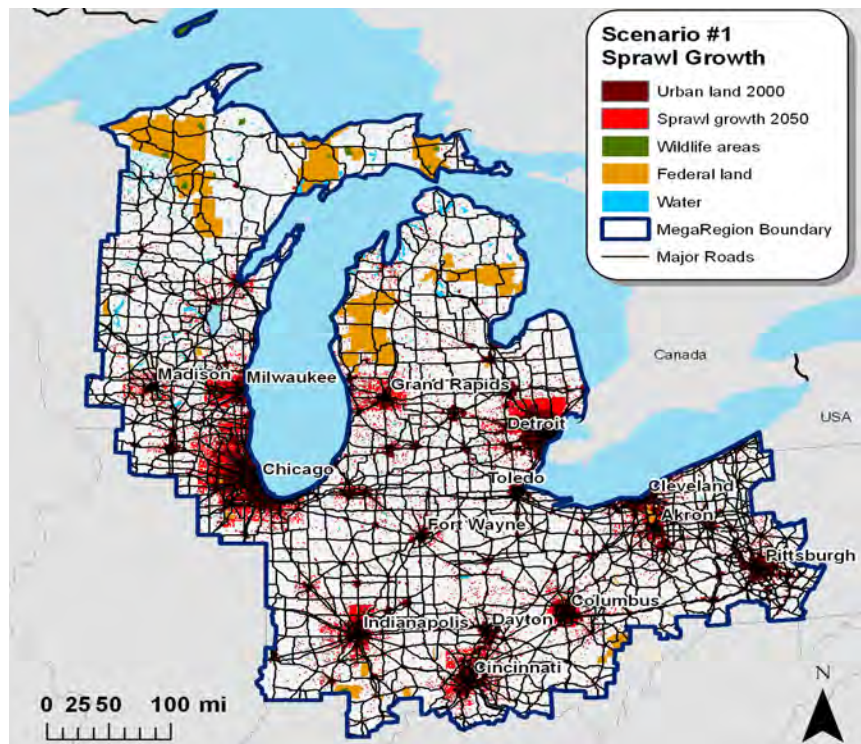 Scenario #1
Sprawl Growth
Urban land 2000
Sprawl growth 2050
Wildlife areas
Federal land
Water
MegaRegion Boundary
Major Roads
Canada
USA
Madison
Milwaukee
Grand Rapids
Detroit
Chicago
Toledo
Cleveland
Akron
Fort Wayne
Pittsburgh
Columbus
Indianapolis
Dayton
Cincinnati
N
0 25 50 100 mi